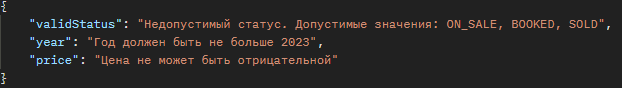 {
"validStatus": "Недопустимый статус. Допустимые значения: ON_SALE, BOOKED, SOLD",
"year": "Год должен быть не больше 2023",
"price": "Цена не может быть отрицательной"
}